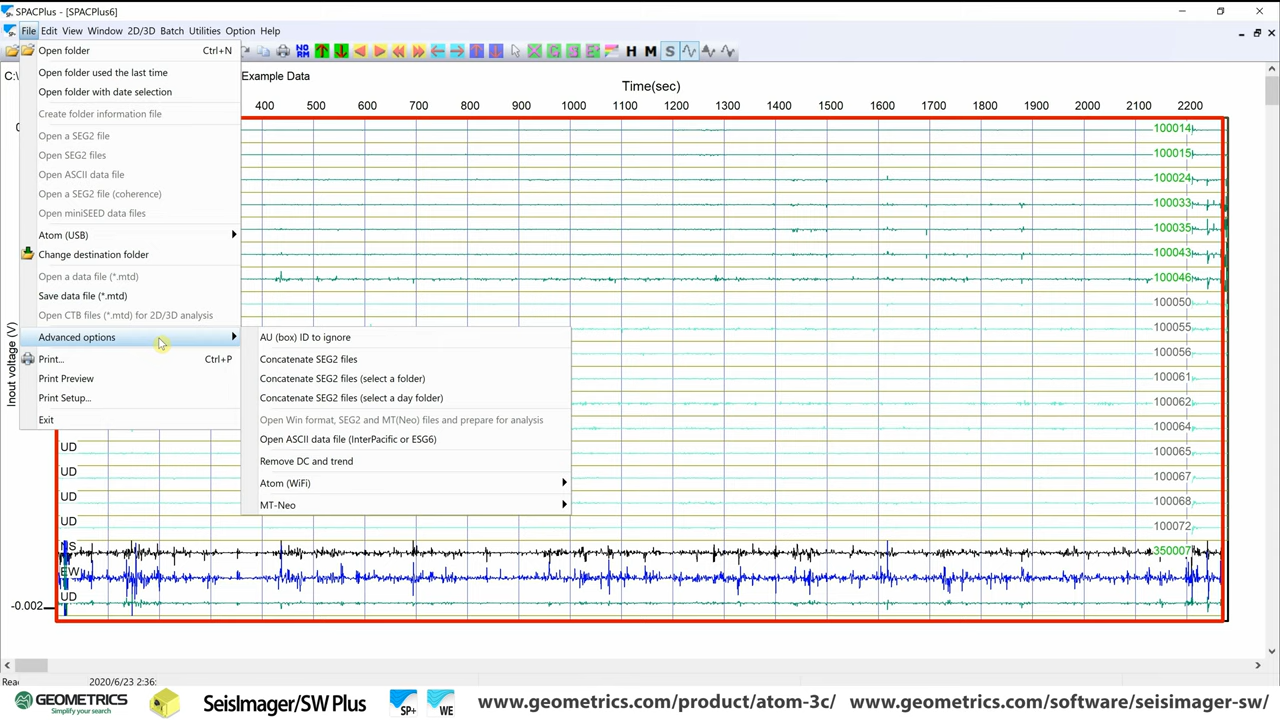 SPACPlus - [SPACPlus6]
File Edit View Window 2D/3D Batch Utilities Option Help
NO RM
H M S
Open folder Ctrl+N
Open folder used the last time
Open folder with date selection
Create folder information file
Open a SEG2 file
Open SEG2 files
Open ASCII data file
Open a SEG2 file (coherence)
Open miniSEED data files
Atom (USB)
Change destination folder
Open a data file (*.mtd)
Save data file (*.mtd)
Open CTB files (*.mtd) for 2D/3D analysis
Advanced options
Print... Ctrl+P
Print Preview
Print Setup...
Exit
AU (box) ID to ignore
Concatenate SEG2 files
Concatenate SEG2 files (select a folder)
Concatenate SEG2 files (select a day folder)
Open Win format, SEG2 and MT(Neo) files and prepare for analysis
Open ASCII data file (InterPacific or ESG6)
Remove DC and trend
Atom (WiFi)
MT-Neo
C:\
Example Data
Time(sec)
400 500 600 700 800 900 1000 1100 1200 1300 1400 1500 1600 1700 1800 1900 2000 2100 2200
100014
100015
100024
100033
100035
100043
100046
100050
100055
100056
100061
100062
100064
UD 100065
UD 100067
UD 100068
UD 100072
NS 350007
EW
UD
-0.002
Inout voltage (V)
2020/6/23 2:36:
GEOMETRICS
Simplify your search
SeisImager/SW Plus
SP+
WE
www.geometrics.com/product/atom-3c/
www.geometrics.com/software/seisimager-sw/